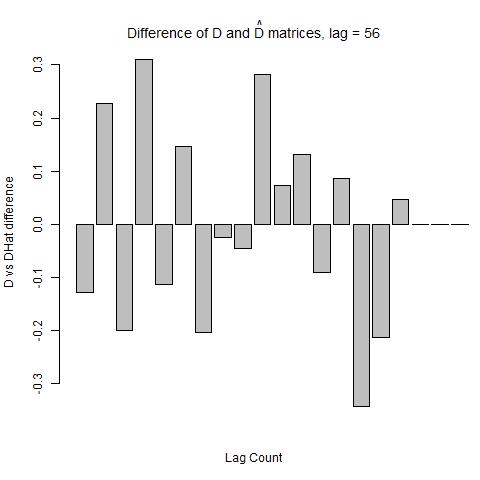 Difference of D and D̂ matrices, lag = 56
0.3
0.2
0.1
0.0
-0.1
-0.2
-0.3
D vs DHat difference
Lag Count